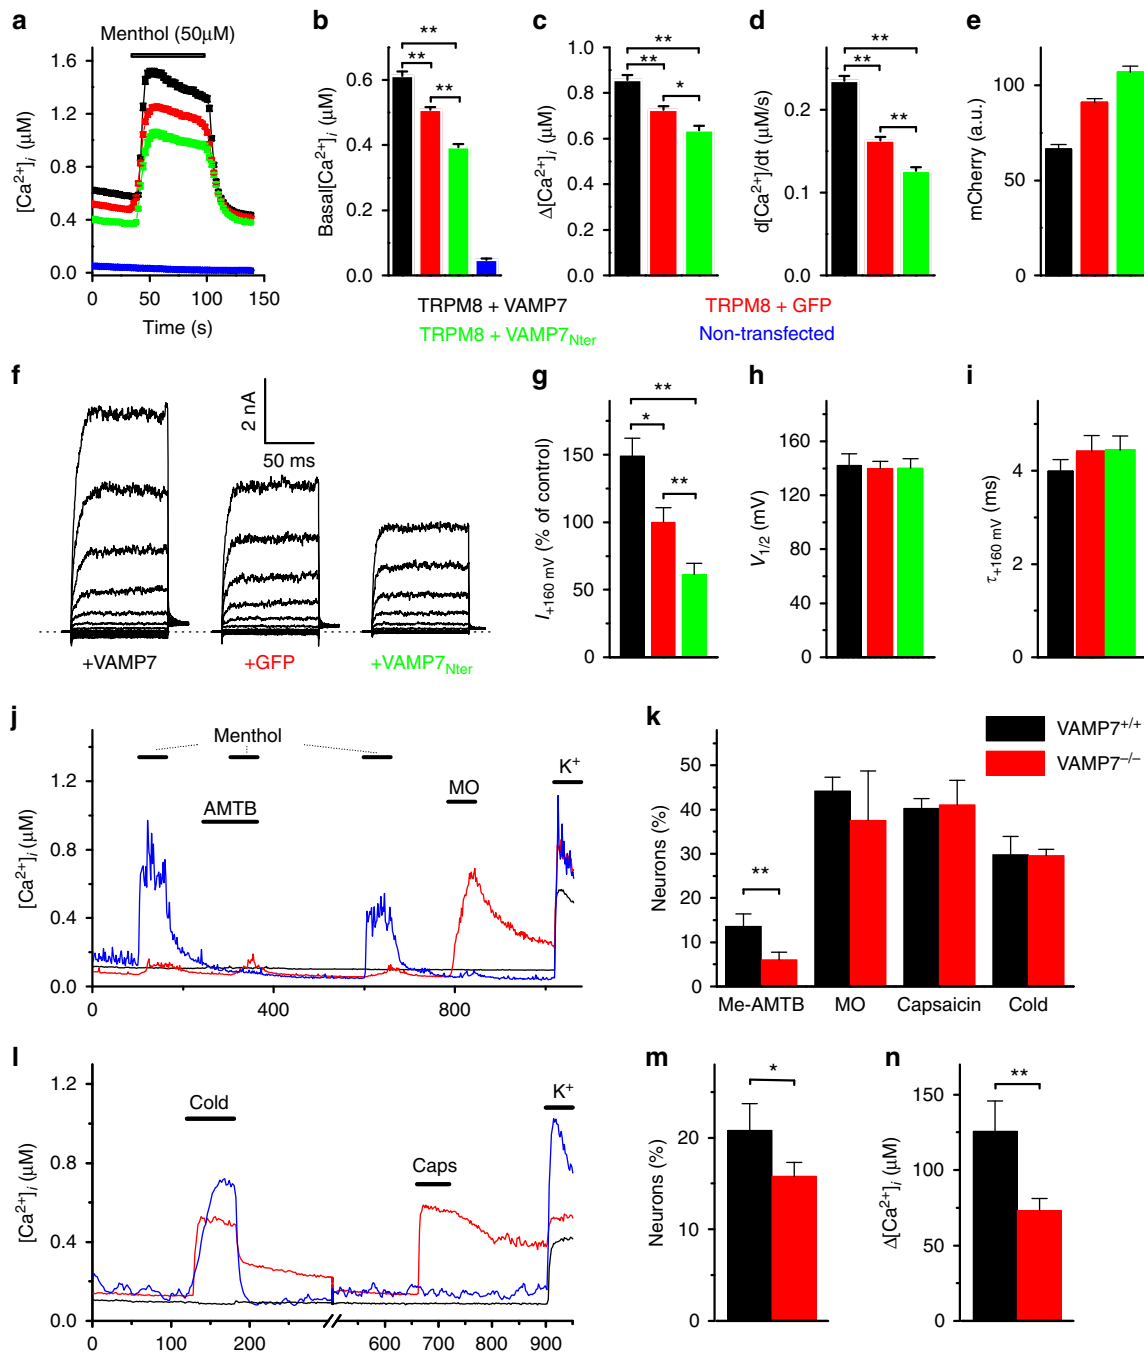 a
Menthol (50µM)
1.6
1.2
0.8
0.4
0.0
[Ca2+]i (µM)
0
50
100
150
Time (s)
b
**
**
**
0.6
0.4
0.2
0.0
Basal[Ca2+]i (µM)
c
**
**
*
1.0
0.8
0.6
0.4
0.2
0.0
Δ[Ca2+]i (µM)
d
**
**
**
0.2
0.1
0.0
d[Ca2+]/dt (µM/s)
e
100
50
0
mCherry (a.u.)
TRPM8 + VAMP7
TRPM8 + GFP
TRPM8 + VAMP7Nter
Non-transfected
f
2 nA
50 ms
+VAMP7
+GFP
+VAMP7Nter
g
**
*
**
150
100
50
0
I+160 mV (% of control)
h
160
120
80
40
0
V1/2 (mV)
i
4
2
0
τ+160 mV (ms)
j
Menthol
AMTB
MO
K+
1.2
0.8
0.4
0.0
[Ca2+]i (µM)
0
400
800
k
VAMP7+/+
VAMP7−/−
**
50
40
30
20
10
0
Neurons (%)
Me-AMTB
MO
Capsaicin
Cold
l
Cold
Caps
K+
1.2
0.8
0.4
0.0
[Ca2+]i (µM)
0
100
200
600
700
800
900
m
*
20
10
0
Neurons (%)
n
**
150
100
50
0
Δ[Ca2+]i (µM)